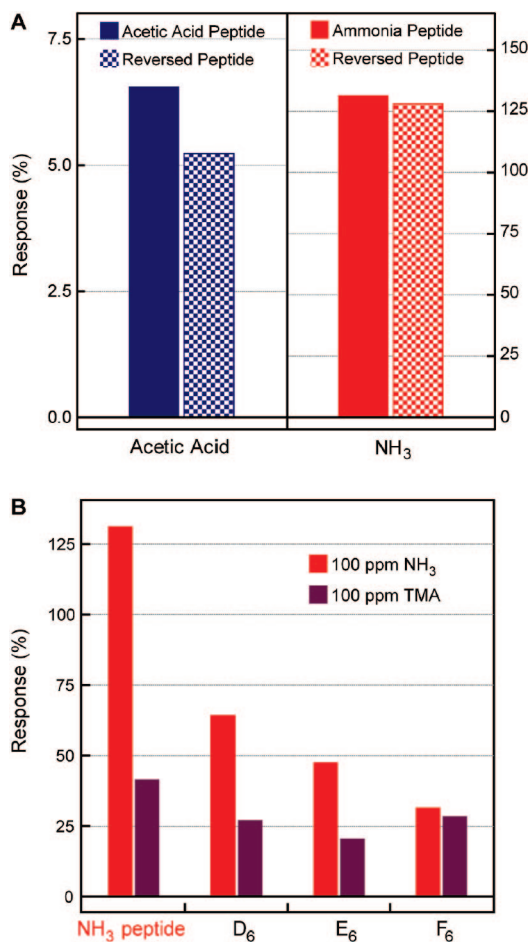 A
Acetic Acid Peptide
Reversed Peptide
Ammonia Peptide
Reversed Peptide
Response (%)
7.5
5.0
2.5
0.0
150
125
100
75
50
25
0
Acetic Acid
NH₃
B
100 ppm NH₃
100 ppm TMA
Response (%)
125
100
75
50
25
0
NH₃ peptide
D₆
E₆
F₆